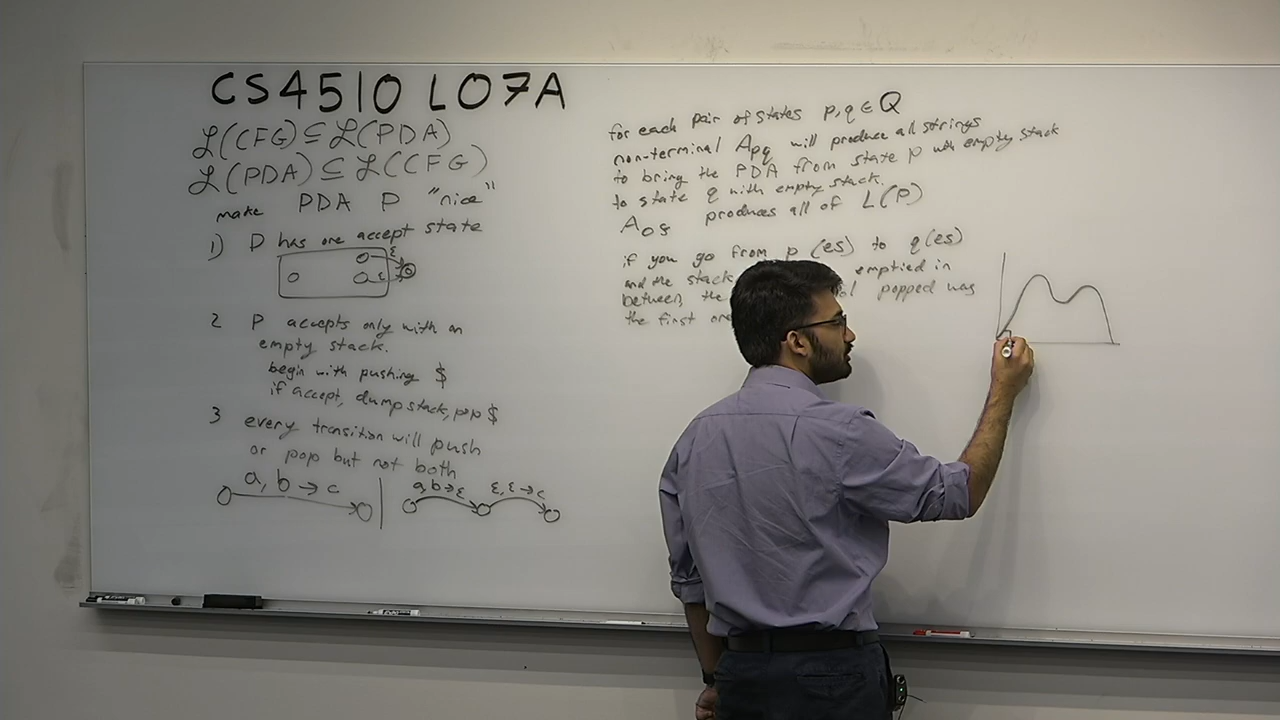 CS4510 L07A
ℒ(CFG) ⊆ ℒ(PDA)
ℒ(PDA) ⊆ ℒ(CFG)
make PDA P "nice"
1) P has one accept state
ε
ε
2 P accepts only with an
empty stack.
begin with pushing $
if accept, dump stack, pop $
3 every transition will push
or pop but not both
a, b → c
a, b → ε ε, ε → c
for each pair of states p, q ∈ Q
non-terminal Apq will produce all strings
to bring the PDA from state p with empty stack
to state q with empty stack.
produces all of L(P)
if you go from p (es) to q (es)
and the stack emptied in
between, the popped was
the first